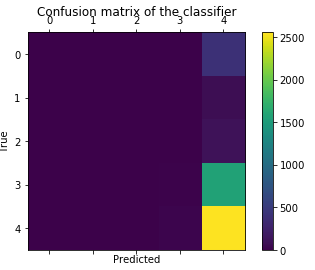 Confusion matrix of the classifier
0 1 2 3 4
0
1
2
3
4
True
Predicted
2500
2000
1500
1000
500
0